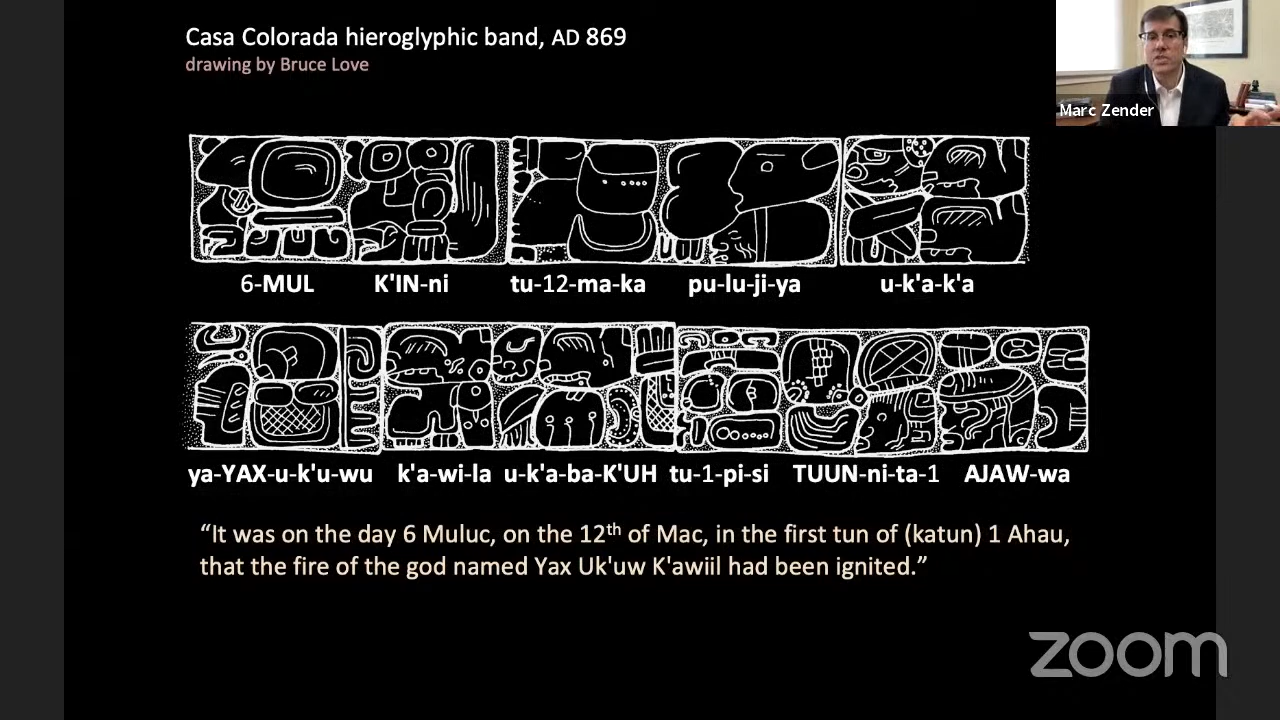 Casa Colorada hieroglyphic band, AD 869
drawing by Bruce Love
Marc Zender
6-MUL K'IN-ni tu-12-ma-ka pu-lu-ji-ya u-k'a-k'a
ya-YAX-u-k'u-wu k'a-wi-la u-k'a-ba-K'UH tu-1-pi-si TUUN-ni-ta-1 AJAW-wa
“It was on the day 6 Muluc, on the 12th of Mac, in the first tun of (katun) 1 Ahau,
that the fire of the god named Yax Uk'uw K'awiil had been ignited.”
zoom